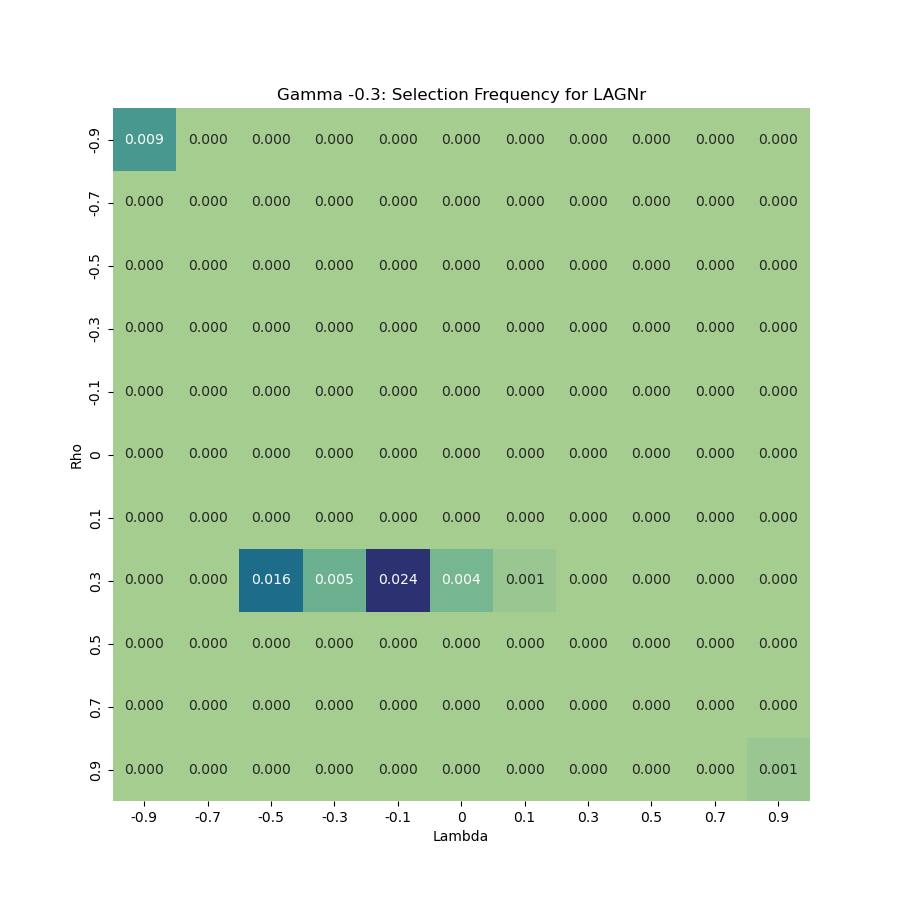 Gamma -0.3: Selection Frequency for LAGNr
-0.9 0.009 0.000 0.000 0.000 0.000 0.000 0.000 0.000 0.000 0.000 0.000
-0.7 0.000 0.000 0.000 0.000 0.000 0.000 0.000 0.000 0.000 0.000 0.000
-0.5 0.000 0.000 0.000 0.000 0.000 0.000 0.000 0.000 0.000 0.000 0.000
-0.3 0.000 0.000 0.000 0.000 0.000 0.000 0.000 0.000 0.000 0.000 0.000
-0.1 0.000 0.000 0.000 0.000 0.000 0.000 0.000 0.000 0.000 0.000 0.000
Rho
0 0.000 0.000 0.000 0.000 0.000 0.000 0.000 0.000 0.000 0.000 0.000
0.1 0.000 0.000 0.000 0.000 0.000 0.000 0.000 0.000 0.000 0.000 0.000
0.3 0.000 0.000 0.016 0.005 0.024 0.004 0.001 0.000 0.000 0.000 0.000
0.5 0.000 0.000 0.000 0.000 0.000 0.000 0.000 0.000 0.000 0.000 0.000
0.7 0.000 0.000 0.000 0.000 0.000 0.000 0.000 0.000 0.000 0.000 0.000
0.9 0.000 0.000 0.000 0.000 0.000 0.000 0.000 0.000 0.000 0.000 0.001
-0.9 -0.7 -0.5 -0.3 -0.1 0 0.1 0.3 0.5 0.7 0.9
Lambda